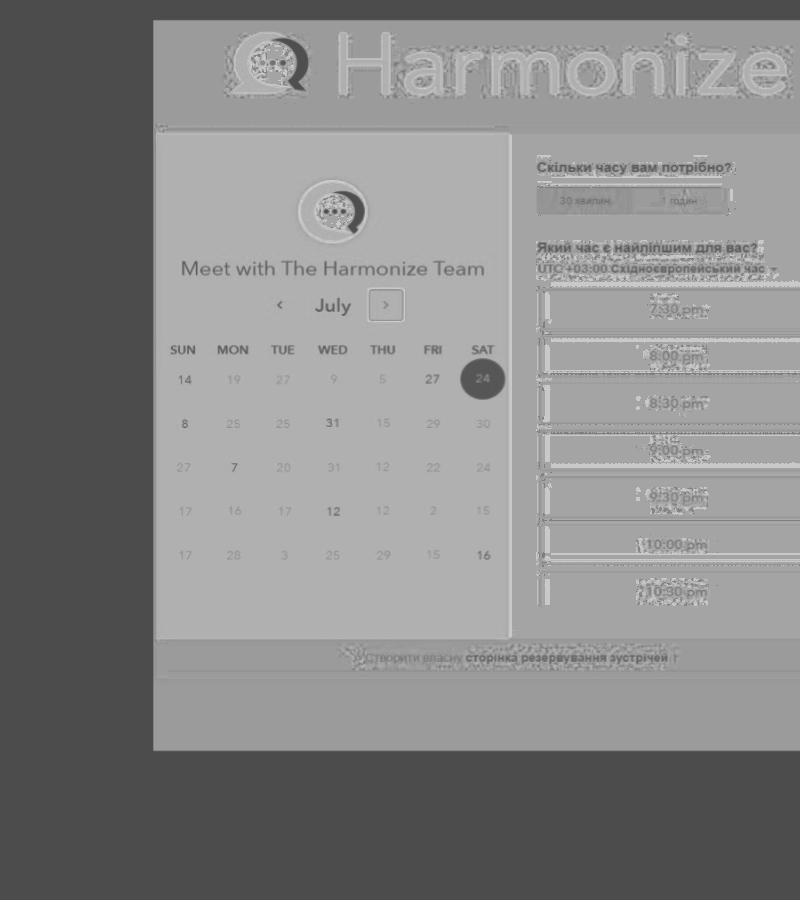 Harmonize
Meet with The Harmonize Team
‹ July ›
SUN MON TUE WED THU FRI SAT
14 19 27 9 5 27 24
8 25 25 31 15 29 30
27 7 20 31 12 22 24
17 16 17 12 12 2 15
17 28 3 25 29 15 16
Скільки часу вам потрібно?
30 хвилин 1 годин
Який час є найліпшим для вас?
UTC +03:00 Східноєвропейський час
7:30 pm
8:00 pm
8:30 pm
9:00 pm
9:30 pm
10:00 pm
10:30 pm
Створити власну сторінка резервування зустрічей